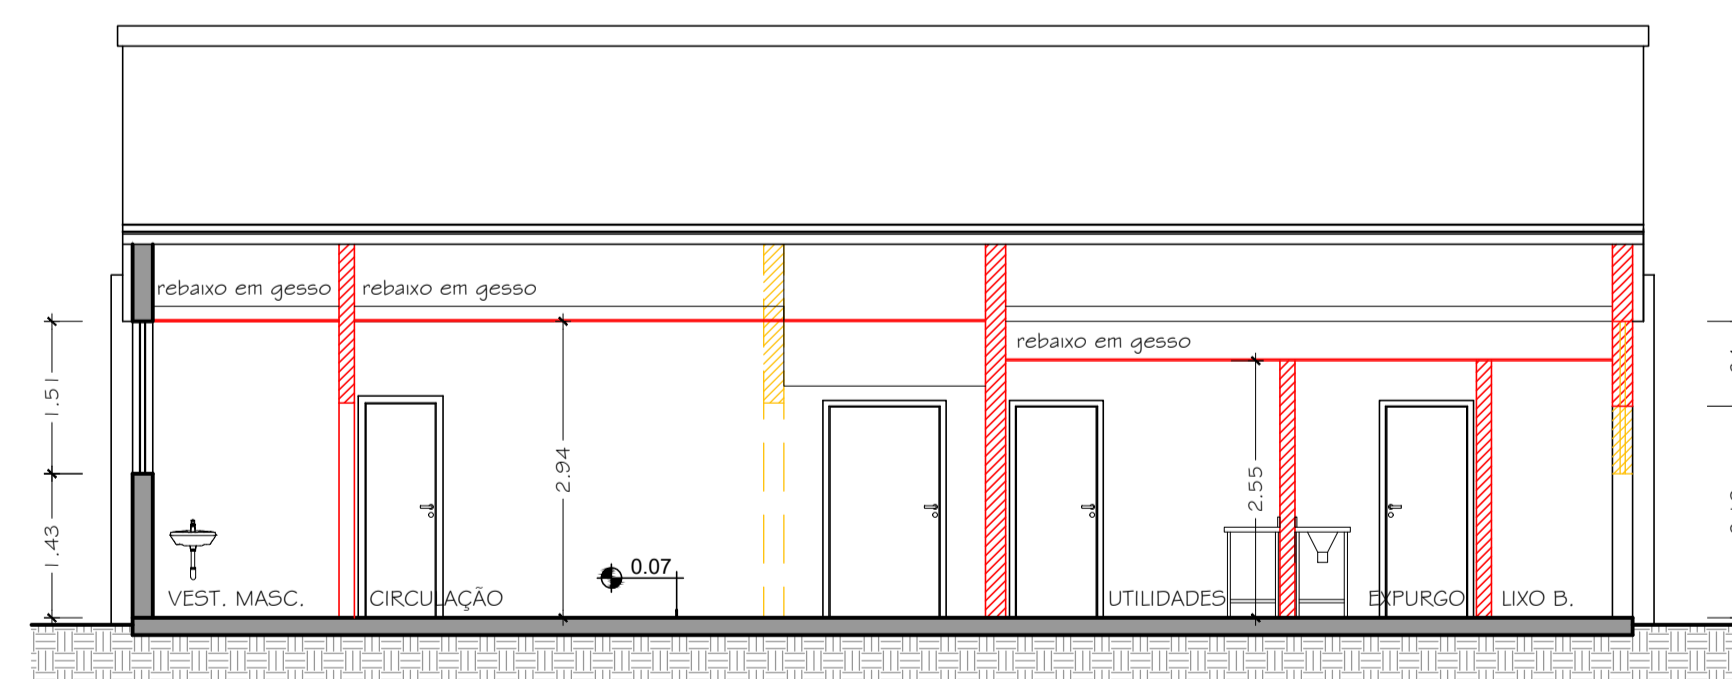 rebaixo em gesso
rebaixo em gesso
rebaixo em gesso
1.51
2.94
2.55
1.43
0.07
VEST. MASC.
CIRCULAÇÃO
UTILIDADES
EXPURGO
LIXO B.